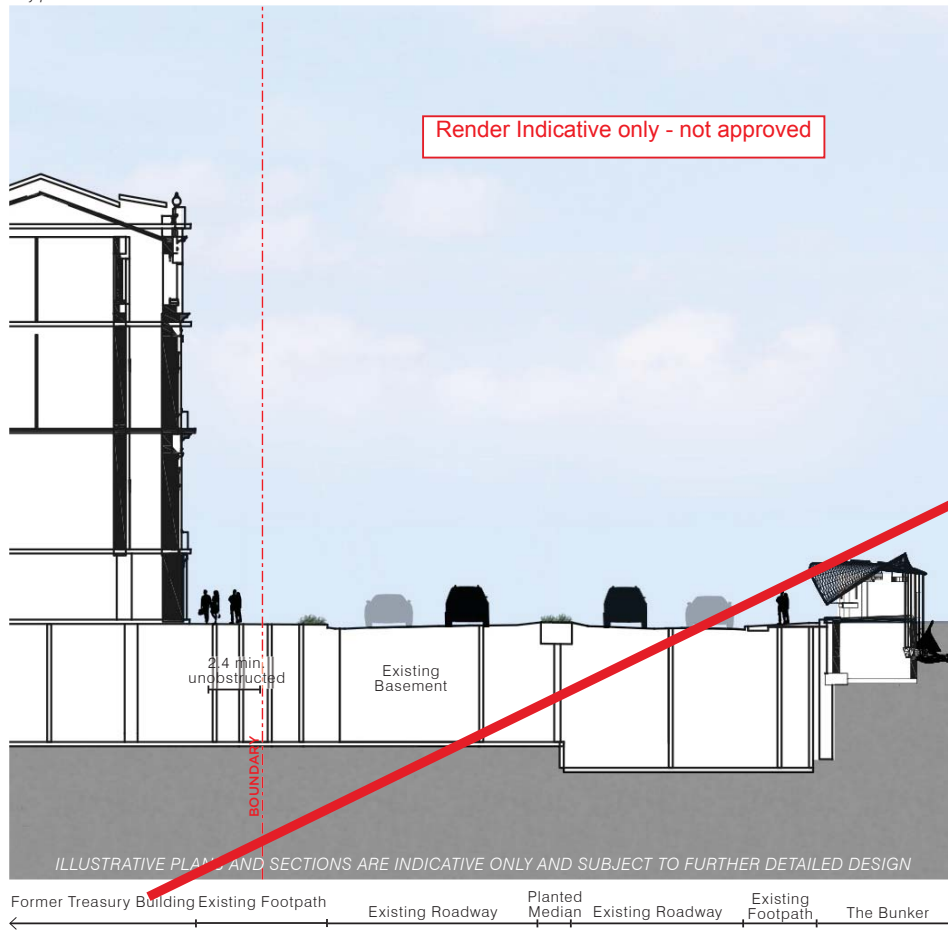 Render Indicative only - not approved
2.4 min.
unobstructed
Existing
Basement
BOUNDARY
ILLUSTRATIVE PLANS AND SECTIONS ARE INDICATIVE ONLY AND SUBJECT TO FURTHER DETAILED DESIGN
Former Treasury Building
Existing Footpath
Existing Roadway
Planted
Median
Existing Roadway
Existing
Footpath
The Bunker